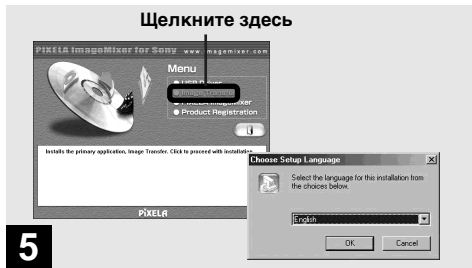 Щелкните здесь
PIXELA ImageMixer for Sony www.imagemixer.com
Menu
USB Driver
Image Transfer
PIXELA ImageMixer
Product Registration
Installs the primary application, Image Transfer. Click to proceed with installation.
PIXELA
Choose Setup Language
Select the language for this installation from
the choices below.
English
OK Cancel
5